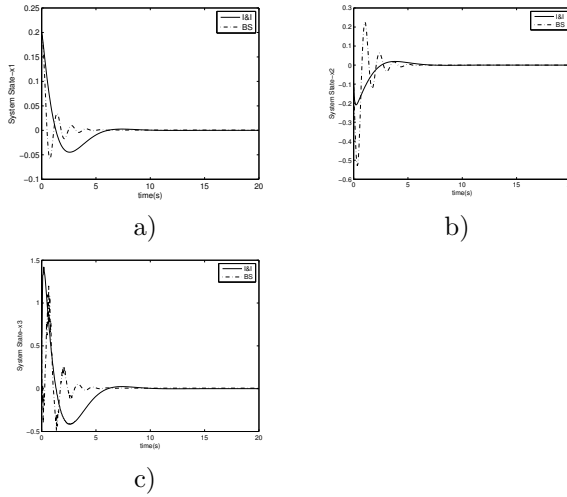 0.25
0.2
0.15
0.1
0.05
0
−0.05
−0.1
0 5 10 15 20
time(s)
System State−x1
I&I
BS
a)
0.3
0.2
0.1
0
−0.1
−0.2
−0.3
−0.4
−0.5
−0.6
0 5 10 15
time(s)
System State−x2
I&I
BS
b)
1.5
1
0.5
0
−0.5
0 5 10 15 20
time(s)
System State−x3
I&I
BS
c)